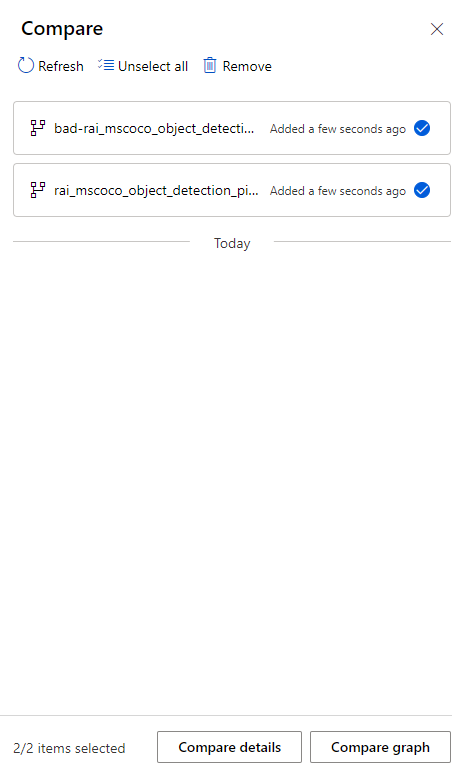 Compare
Refresh Unselect all Remove
bad-rai_mscoco_object_detecti... Added a few seconds ago
rai_mscoco_object_detection_pi... Added a few seconds ago
Today
2/2 items selected Compare details Compare graph